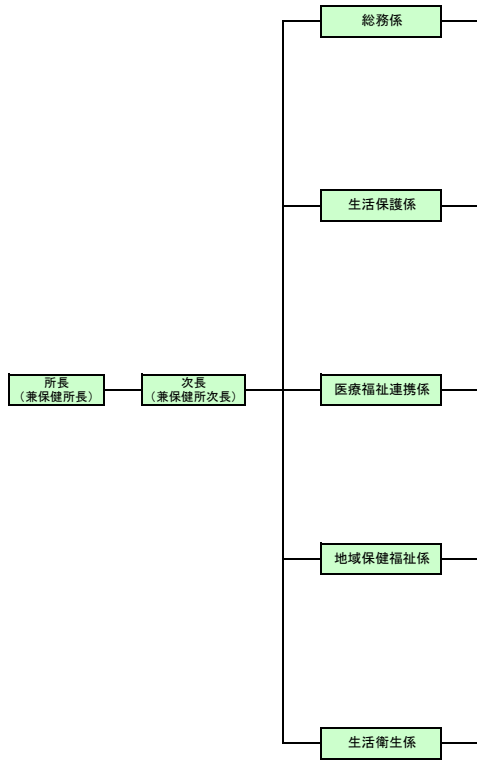 総務係
生活保護係
所長
（兼保健所長）
次長
（兼保健所次長）
医療福祉連携係
地域保健福祉係
生活衛生係